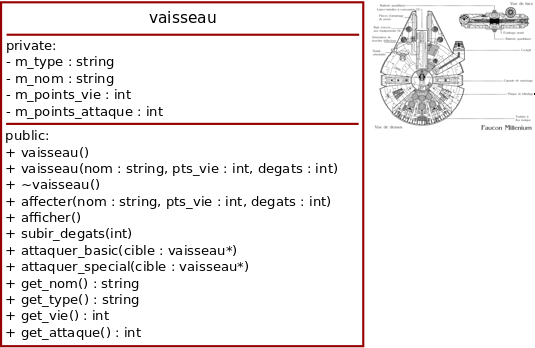 vaisseau
private:
- m_type : string
- m_nom : string
- m_points_vie : int
- m_points_attaque : int
public:
+ vaisseau()
+ vaisseau(nom : string, pts_vie : int, degats : int)
+ ~vaisseau()
+ affecter(nom : string, pts_vie : int, degats : int)
+ afficher()
+ subir_degats(int)
+ attaquer_basic(cible : vaisseau*)
+ attaquer_special(cible : vaisseau*)
+ get_nom() : string
+ get_type() : string
+ get_vie() : int
+ get_attaque() : int
Vue de face
Vue de dessus
Faucon Millenium